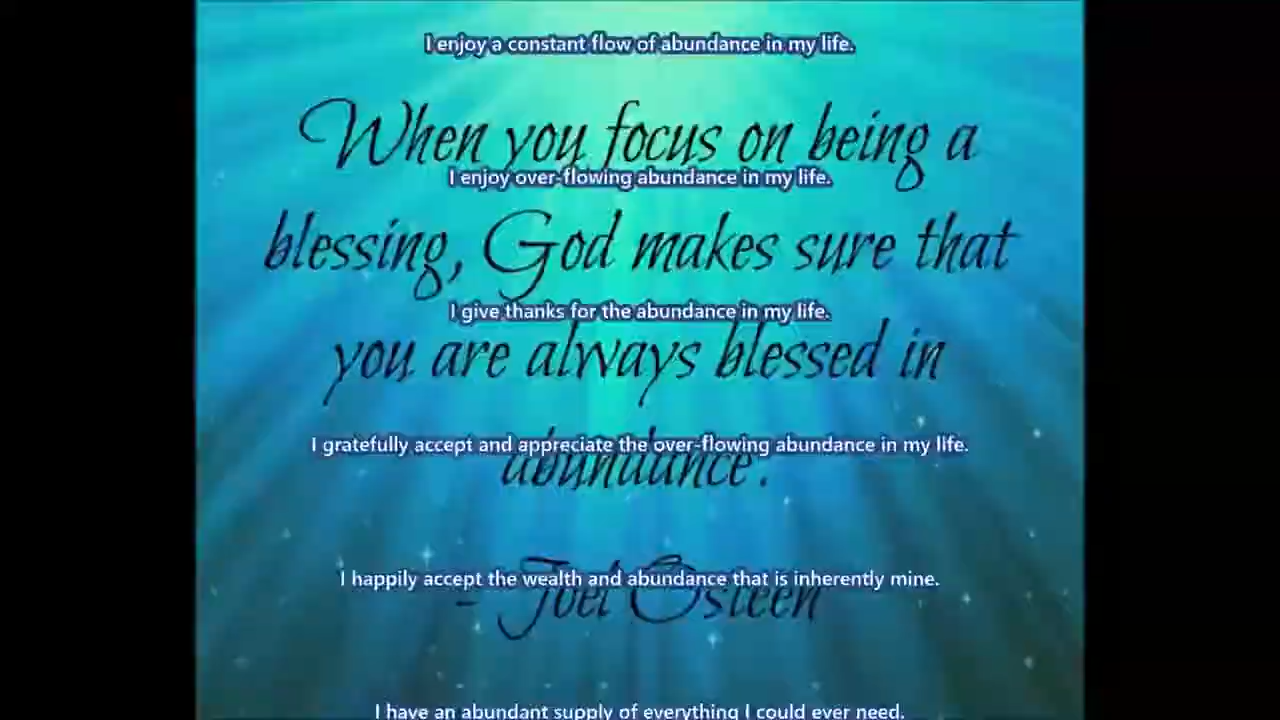 I enjoy a constant flow of abundance in my life.
When you focus on being a
I enjoy over-flowing abundance in my life.
blessing, God makes sure that
I give thanks for the abundance in my life.
you are always blessed in
I gratefully accept and appreciate the over-flowing abundance in my life.
abundance.
I happily accept the wealth and abundance that is inherently mine.
- Joel Osteen
I have an abundant supply of everything I could ever need.